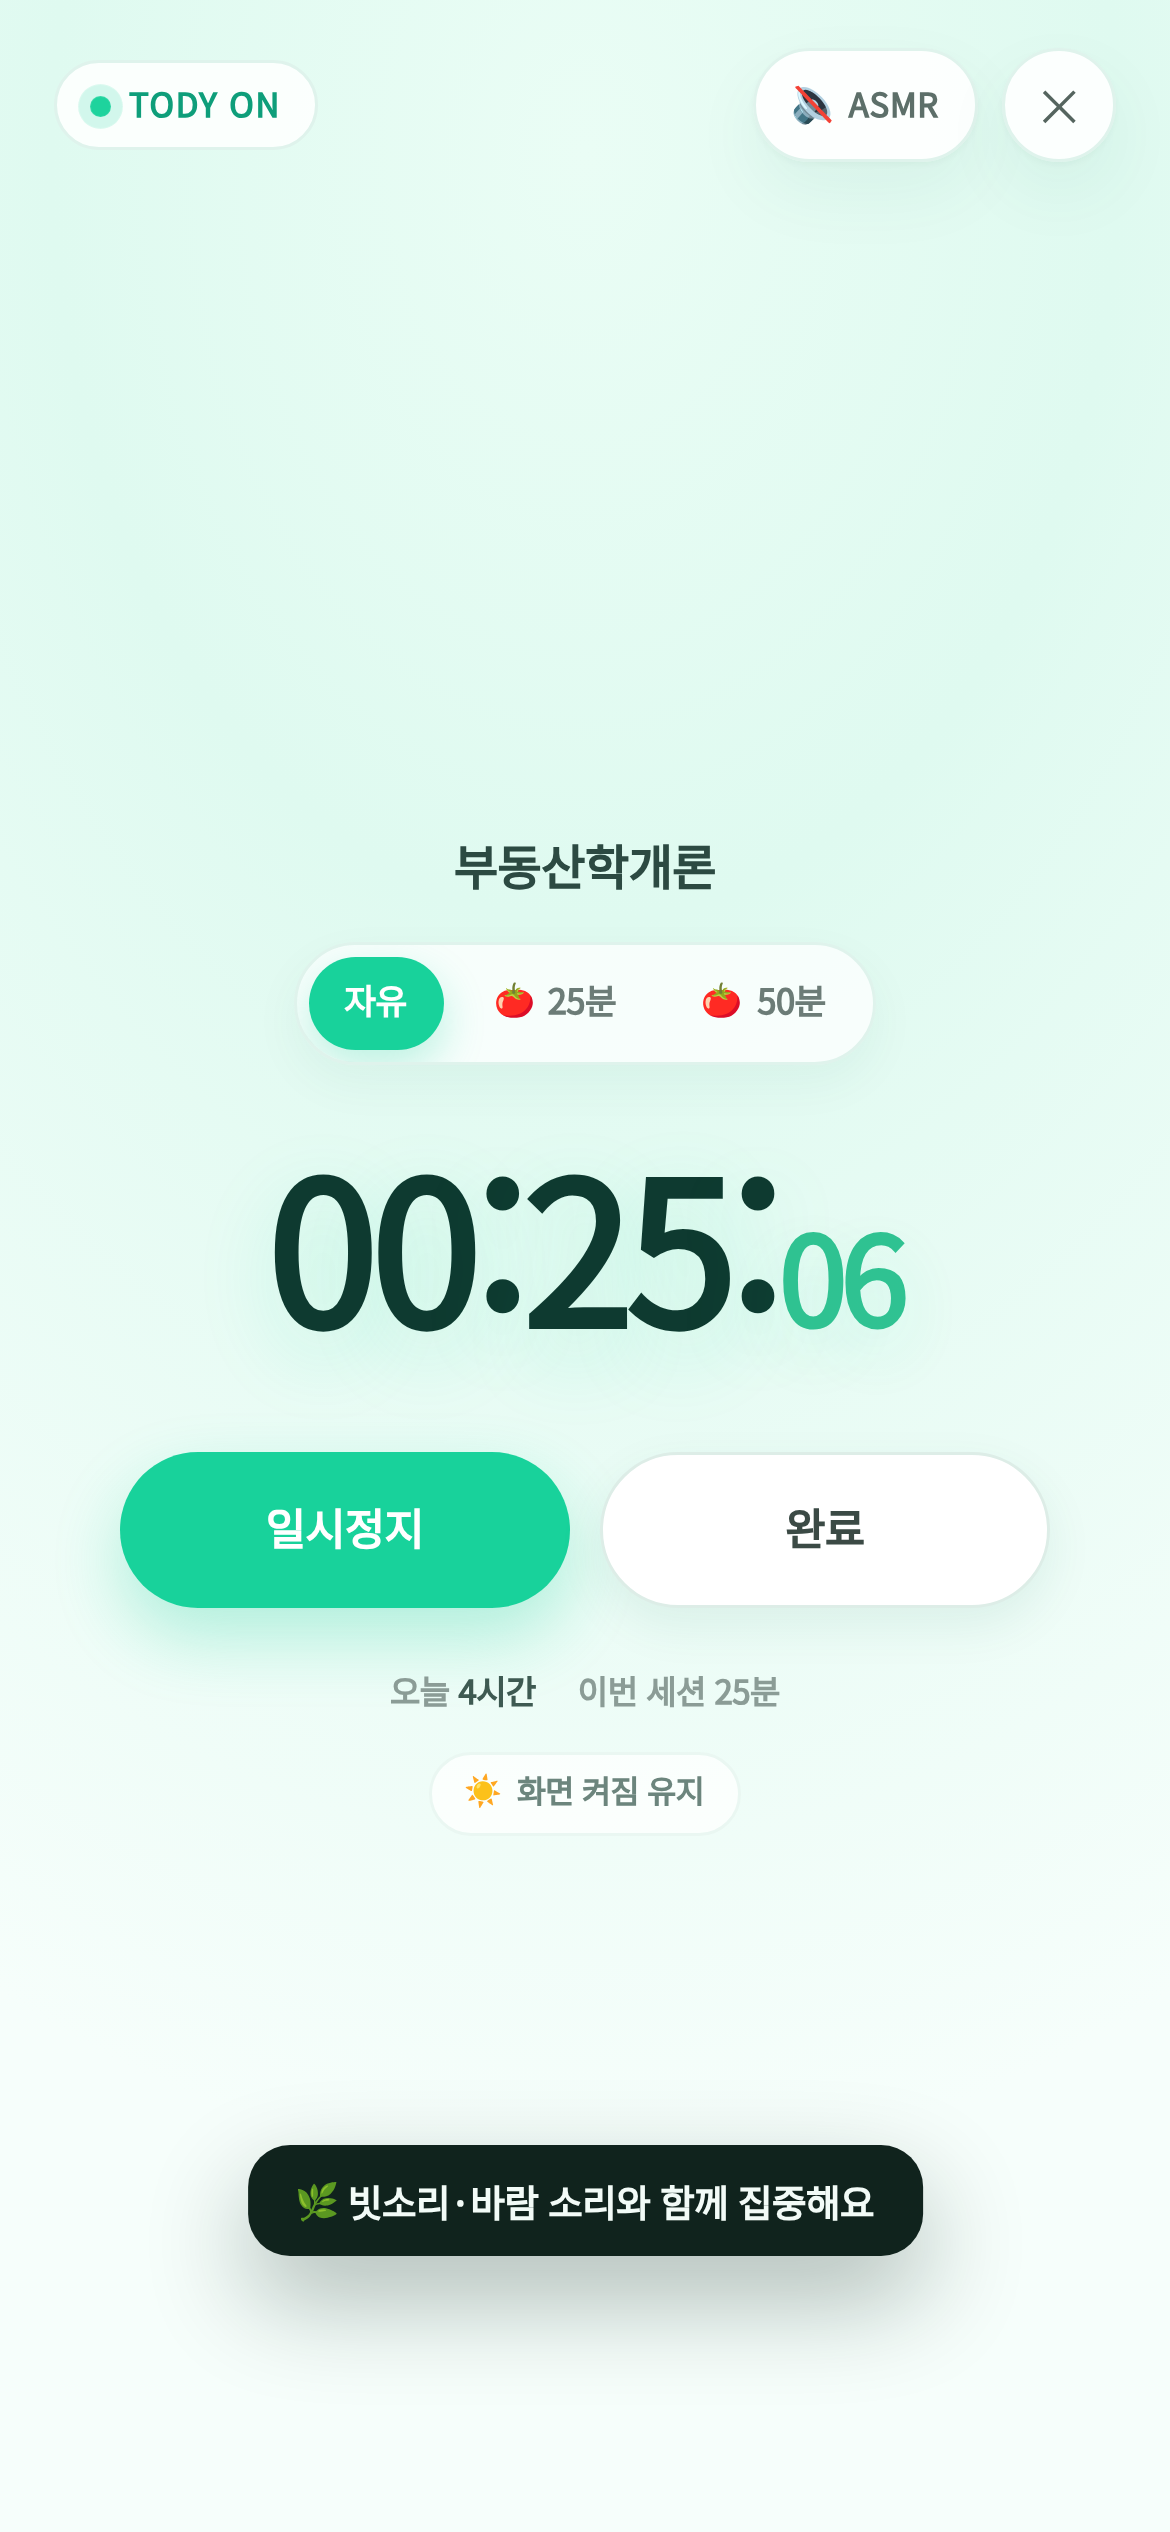 TODY ON
🔇 ASMR
부동산학개론
자유 🍅 25분 🍅 50분
00:25:06
일시정지 완료
오늘 4시간 이번 세션 25분
☀️ 화면 켜짐 유지
🌿 빗소리·바람 소리와 함께 집중해요